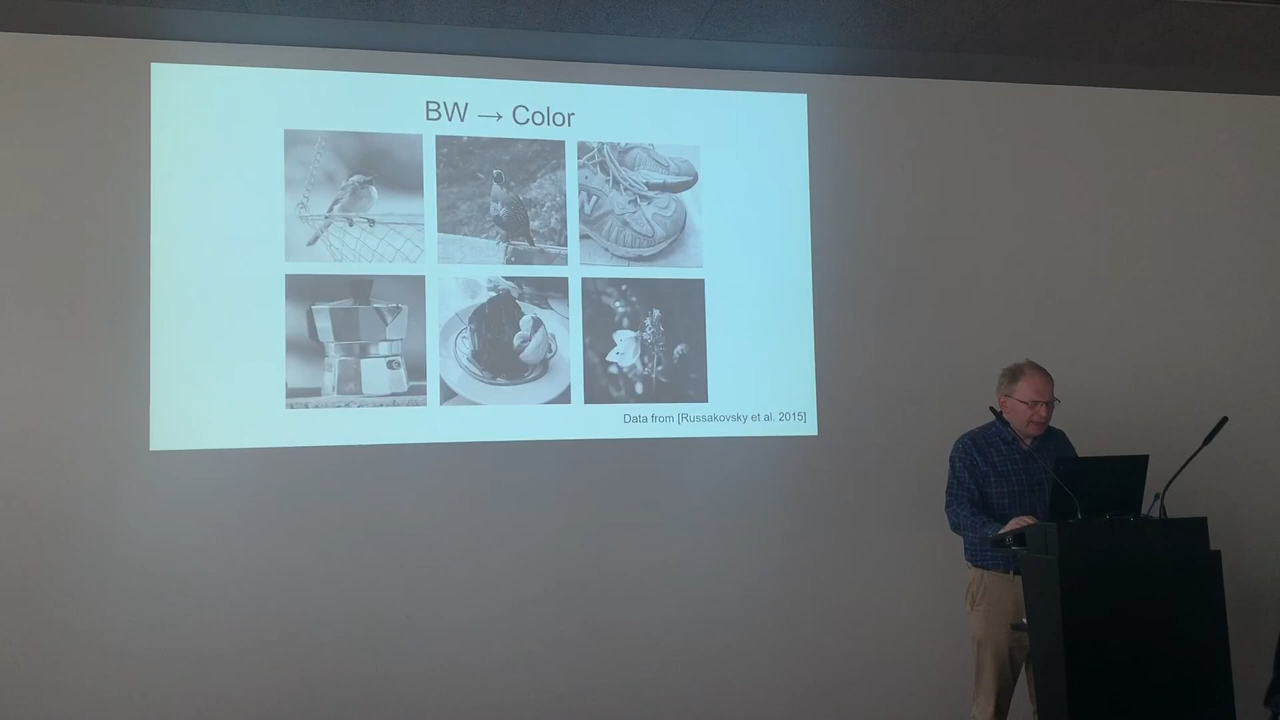 BW → Color
N
Data from [Russakovsky et al. 2015]